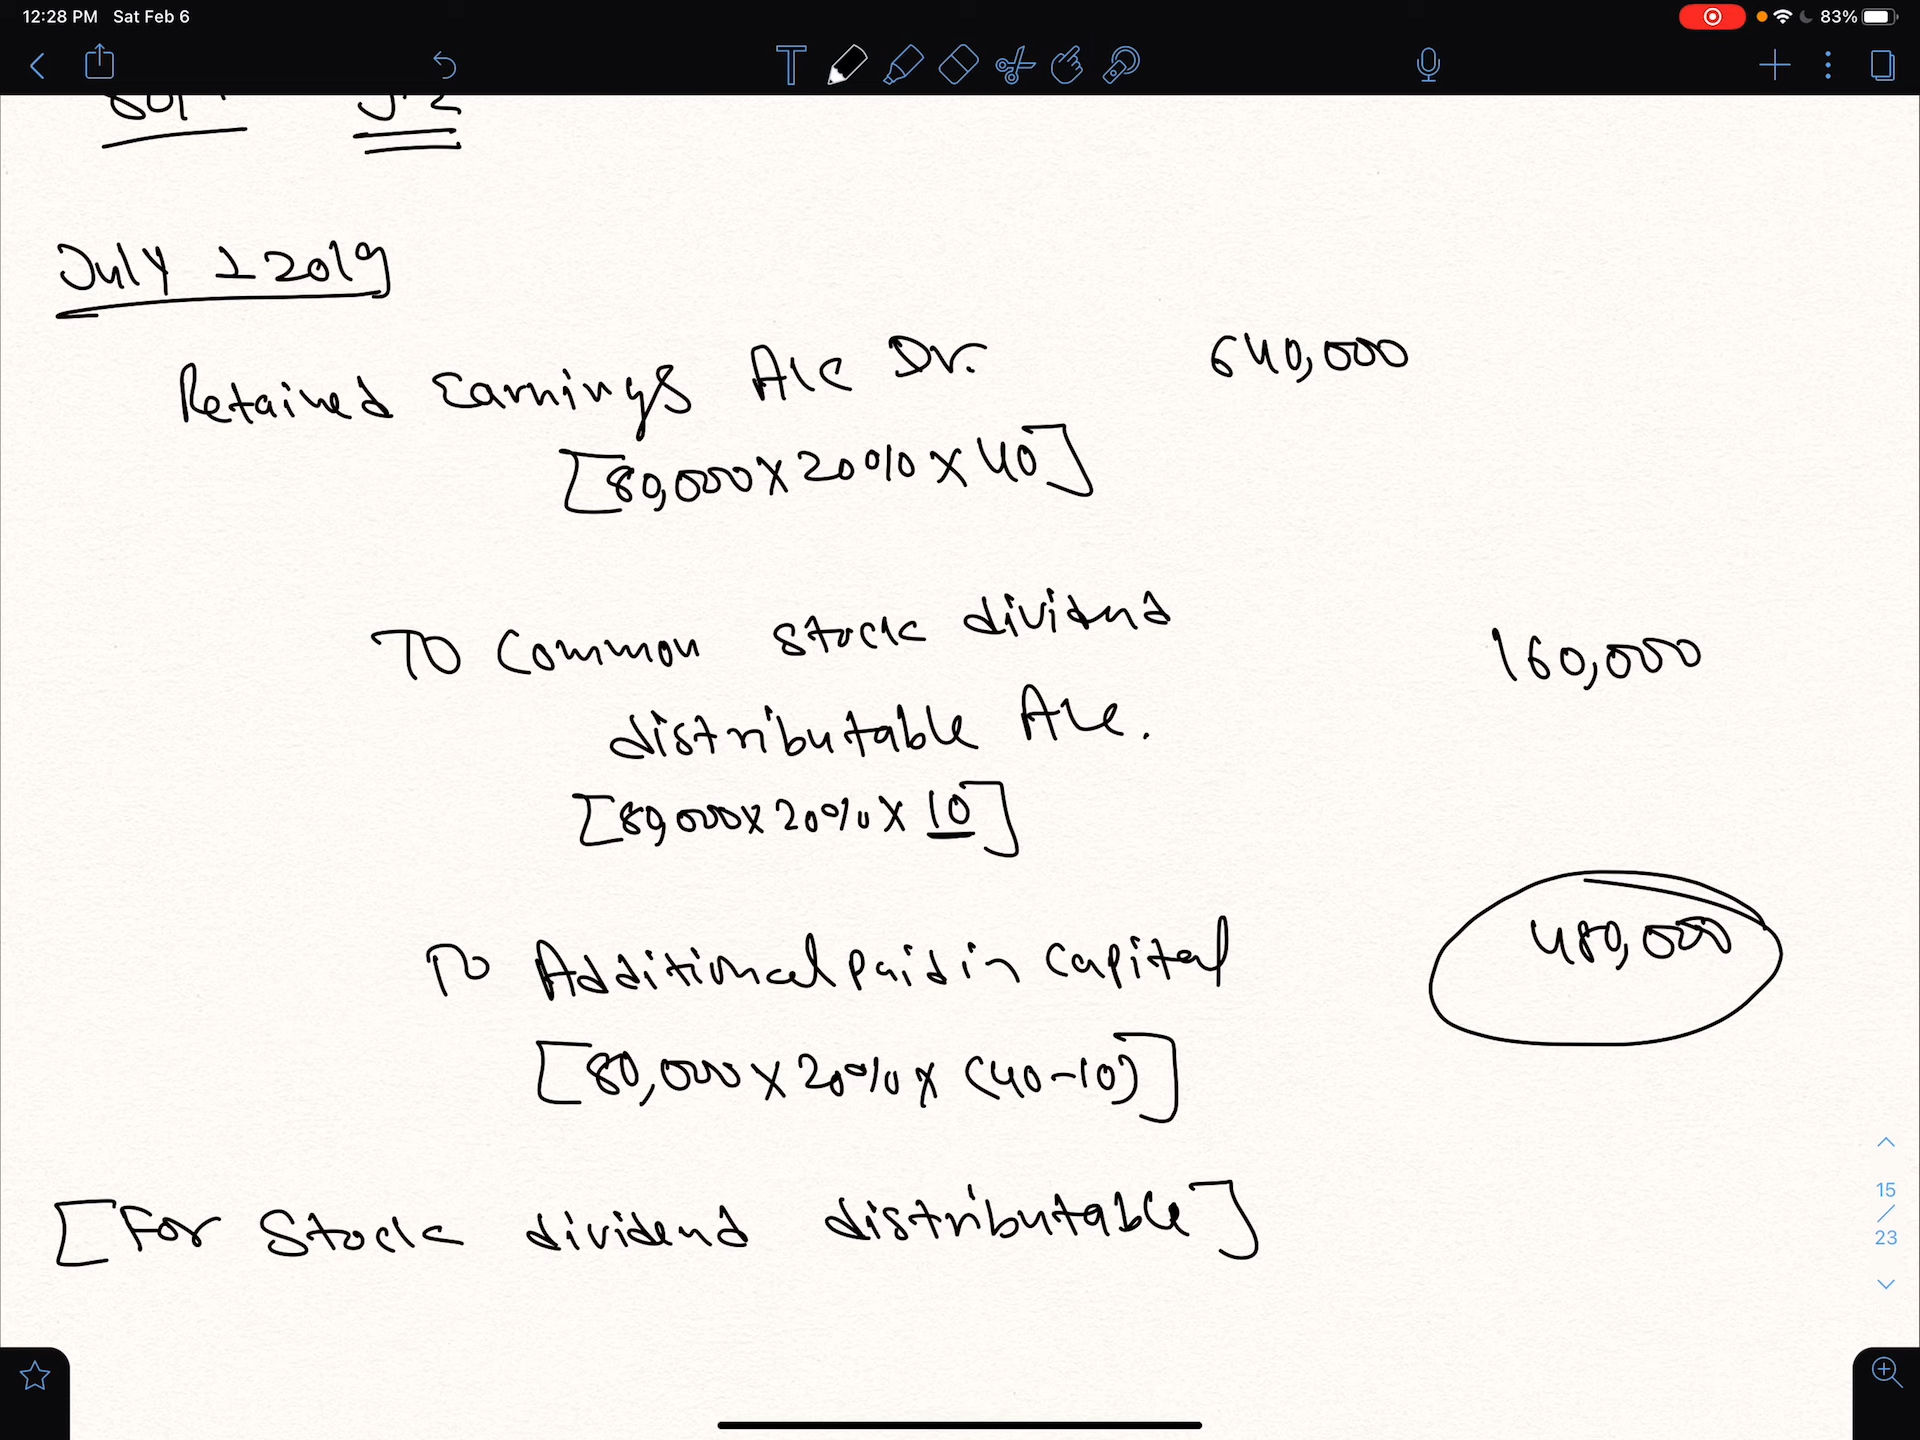 12:28 PM Sat Feb 6
83%
T
July 1 2019
Retained Earnings A/c Dr. 640,000
[80,000 X 20% X 40]
To Common stock dividend 160,000
distributable A/c.
[80,000 X 20% X 10]
To Additional paid in capital 480,000
[80,000 X 20% X (40-10)]
[For Stock dividend distributable]
15
/
23